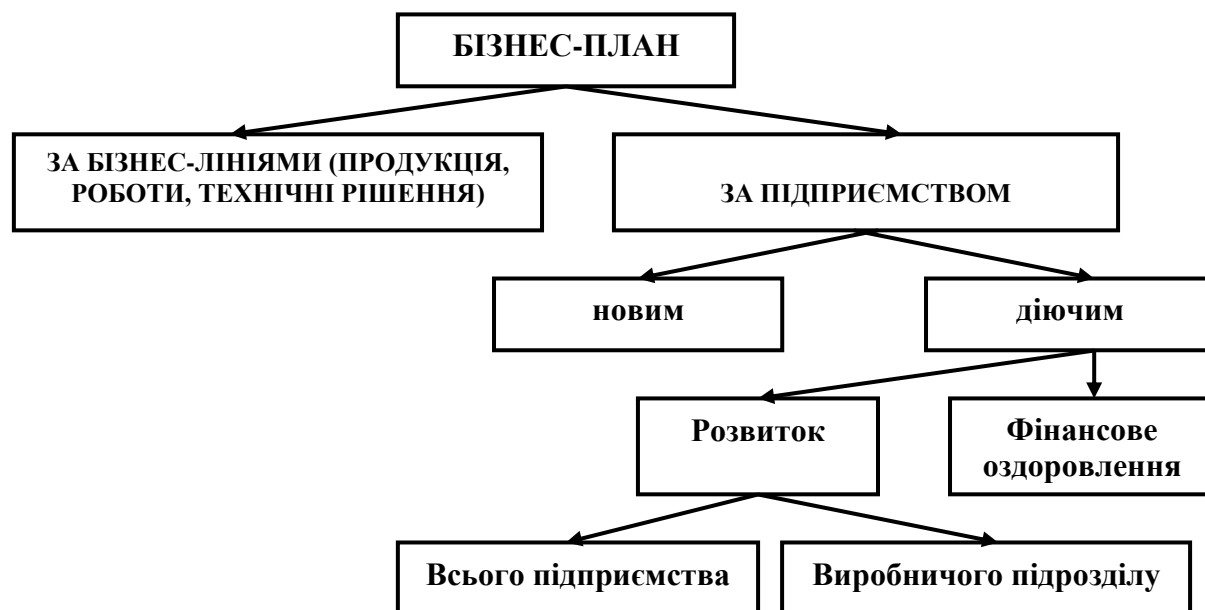 БІЗНЕС-ПЛАН
ЗА БІЗНЕС-ЛІНІЯМИ (ПРОДУКЦІЯ,
РОБОТИ, ТЕХНІЧНІ РІШЕННЯ)
ЗА ПІДПРИЄМСТВОМ
новим
діючим
Розвиток
Фінансове
оздоровлення
Всього підприємства
Виробничого підрозділу